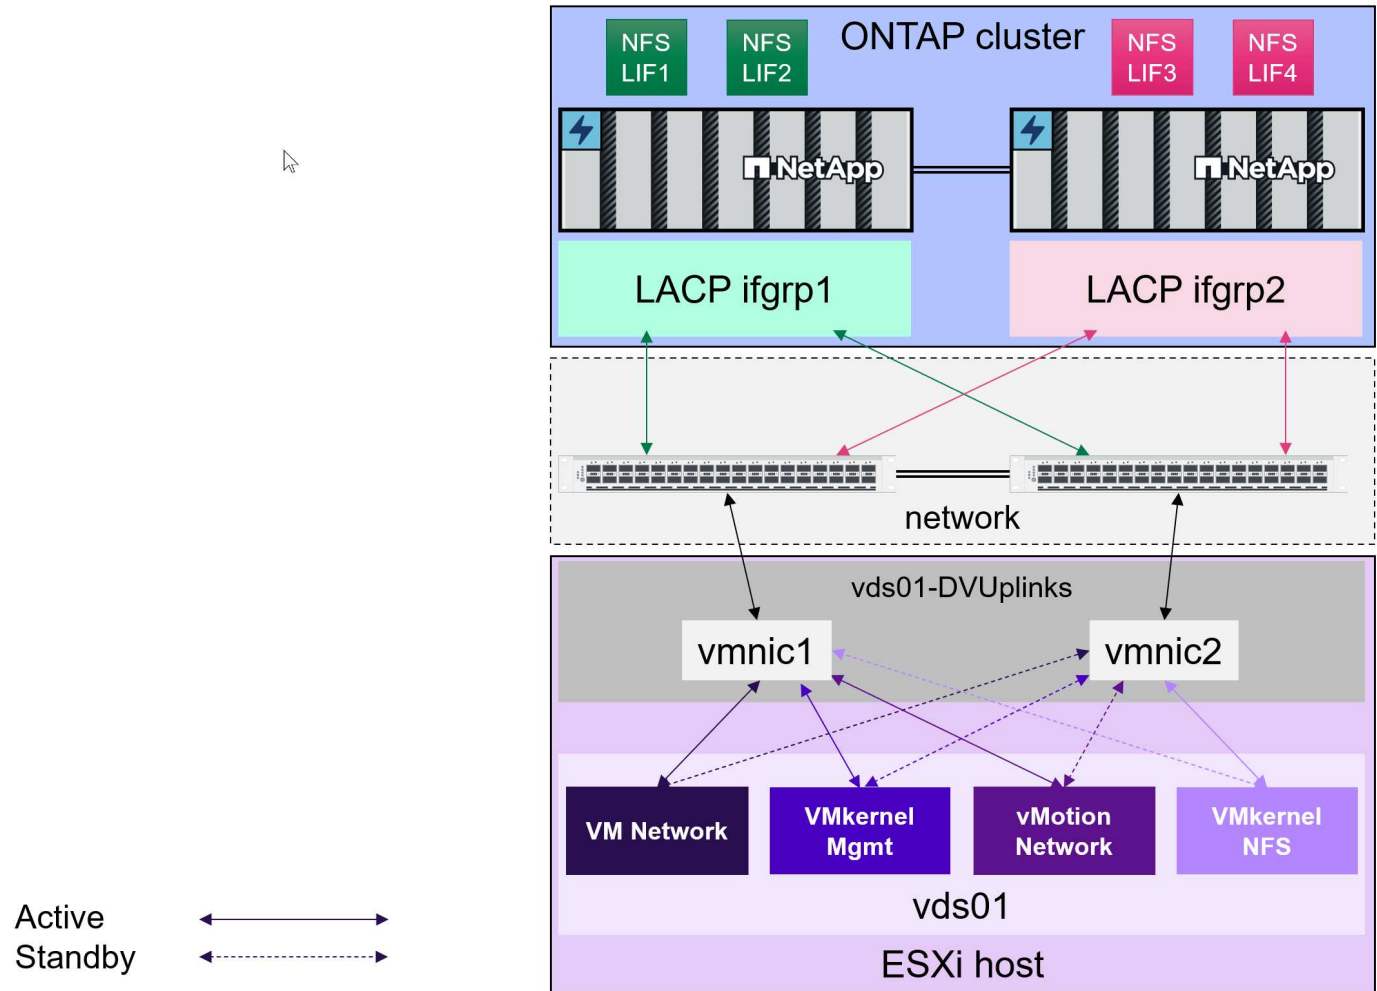 ONTAP cluster
NFS
LIF1
NFS
LIF2
NFS
LIF3
NFS
LIF4
NetApp
NetApp
LACP ifgrp1
LACP ifgrp2
network
vds01-DVUplinks
vmnic1
vmnic2
VM Network
VMkernel
Mgmt
vMotion
Network
VMkernel
NFS
vds01
ESXi host
Active
Standby